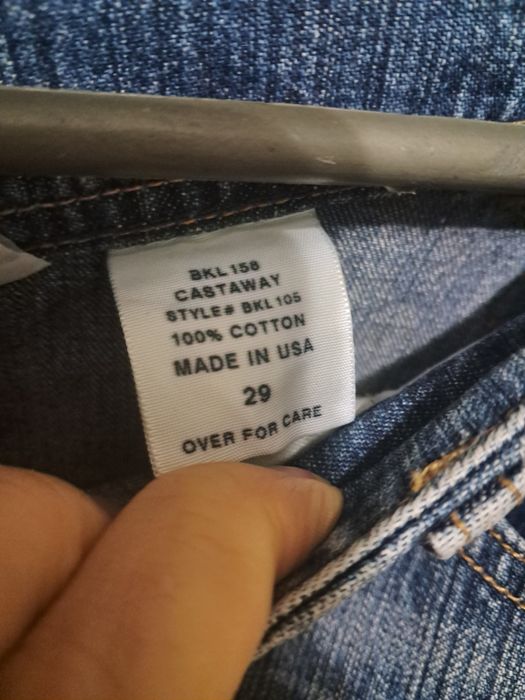 BKL 158
CASTAWAY
STYLE# BKL 105
100% COTTON
MADE IN USA
29
OVER FOR CARE